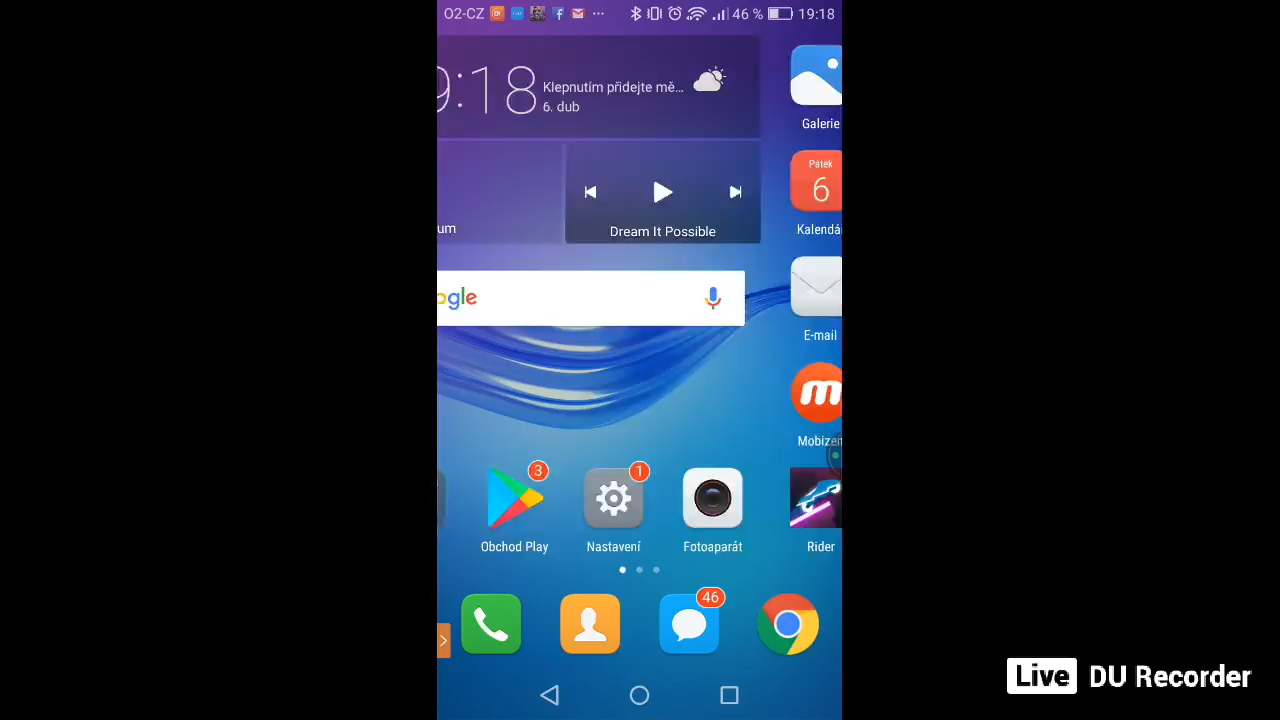 O2-CZ 46 % 19:18
9:18
Klepnutím přidejte mě...
6. dub
Galerie
Pátek
6
Kalendá
um
Dream It Possible
ogle
E-mail
Mobizen
3
1
Obchod Play
Nastavení
Fotoaparát
Rider
46
Live DU Recorder